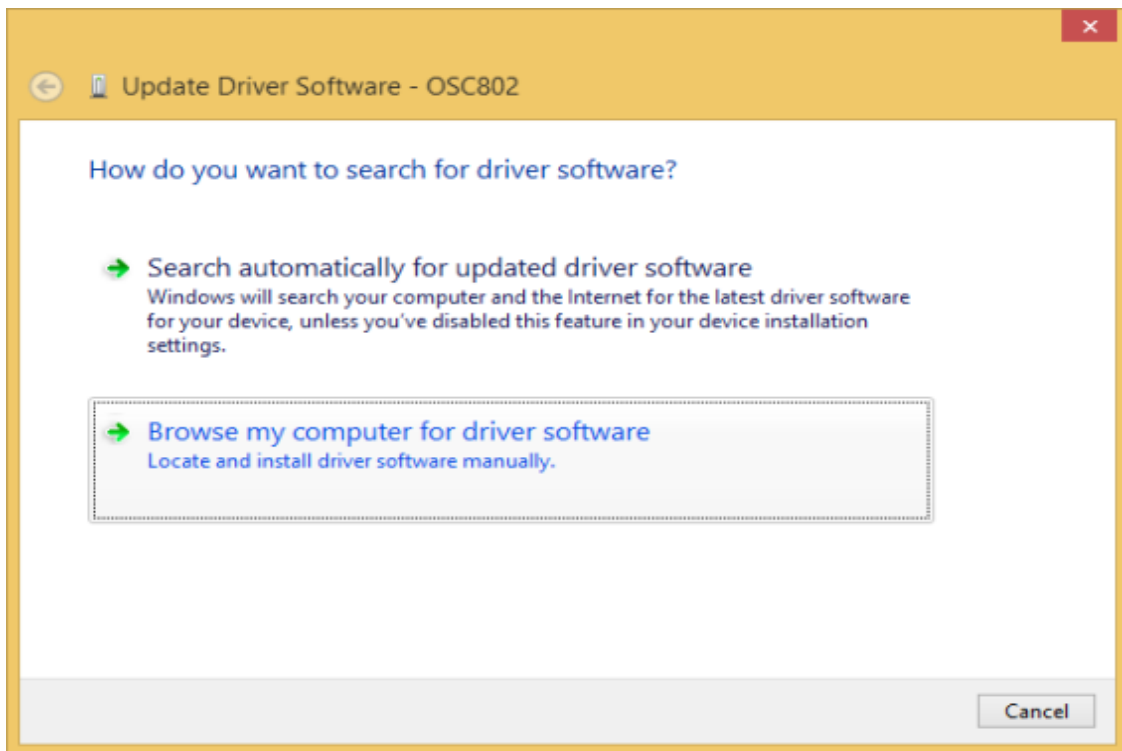 Update Driver Software - OSC802
How do you want to search for driver software?
Search automatically for updated driver software
Windows will search your computer and the Internet for the latest driver software
for your device, unless you've disabled this feature in your device installation
settings.
Browse my computer for driver software
Locate and install driver software manually.
Cancel